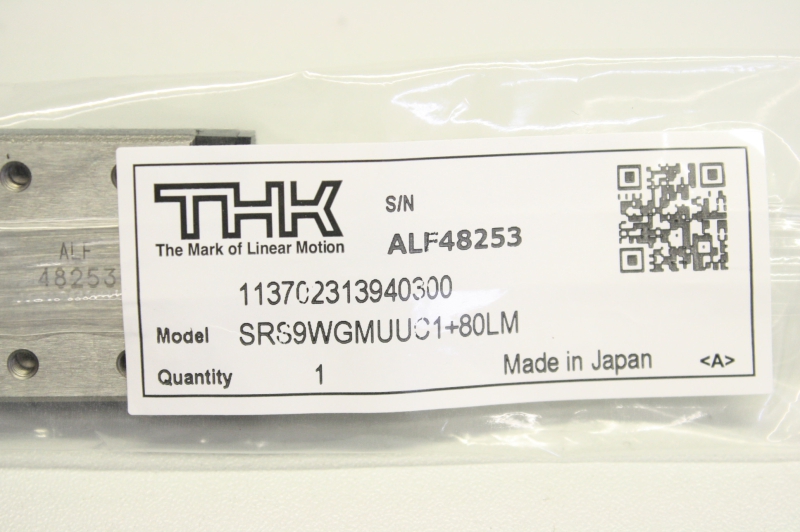 THK
The Mark of Linear Motion
S/N
ALF48253
113702313940300
Model SRS9WGMUUC1+80LM
Quantity 1
Made in Japan <A>
ALF
48253